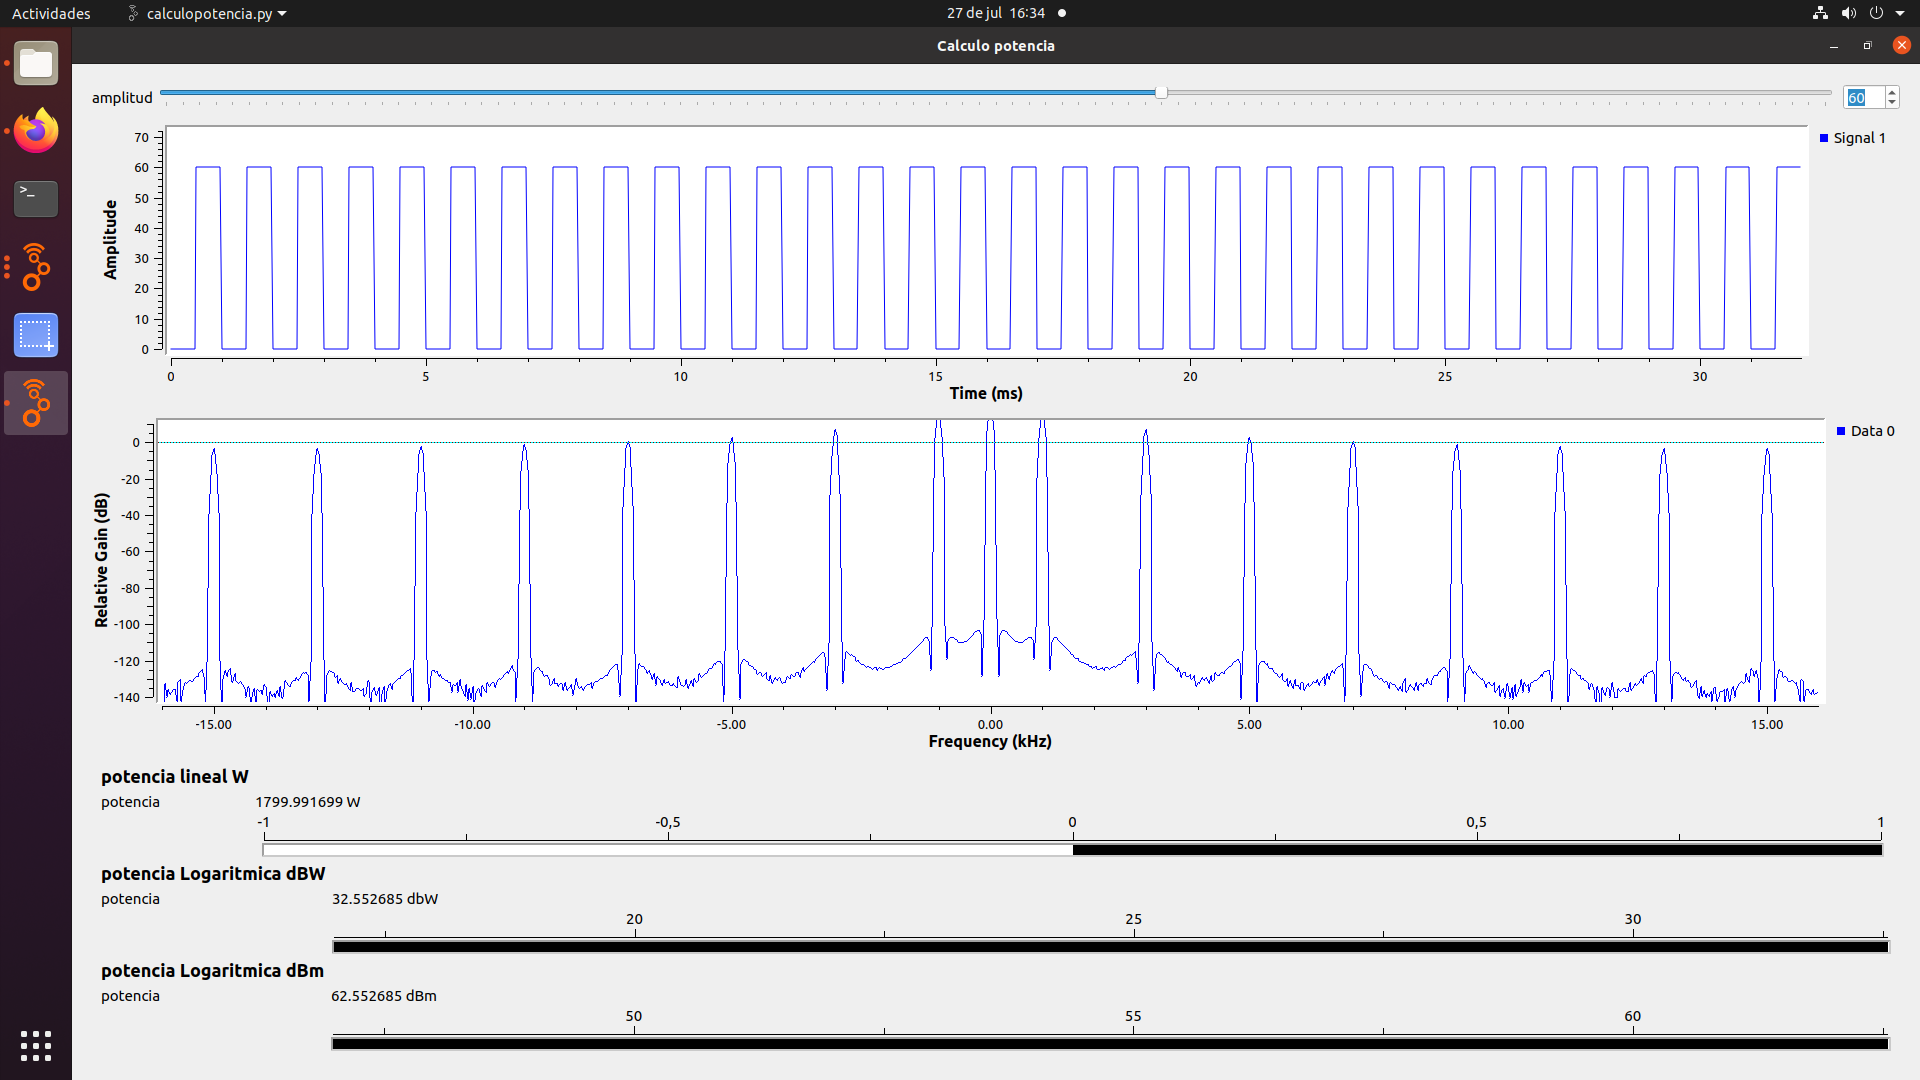 Actividades calculopotencia.py 27 de jul 16:34
Calculo potencia
amplitud 60
70
60
50
40
30
20
10
0
Amplitude
Signal 1
0 5 10 15 20 25 30
Time (ms)
0
-20
-40
-60
-80
-100
-120
-140
Relative Gain (dB)
Data 0
-15.00 -10.00 -5.00 0.00 5.00 10.00 15.00
Frequency (kHz)
potencia lineal W
potencia 1799.991699 W
-1 -0,5 0 0,5 1
potencia Logaritmica dBW
potencia 32.552685 dbW
20 25 30
potencia Logaritmica dBm
potencia 62.552685 dBm
50 55 60